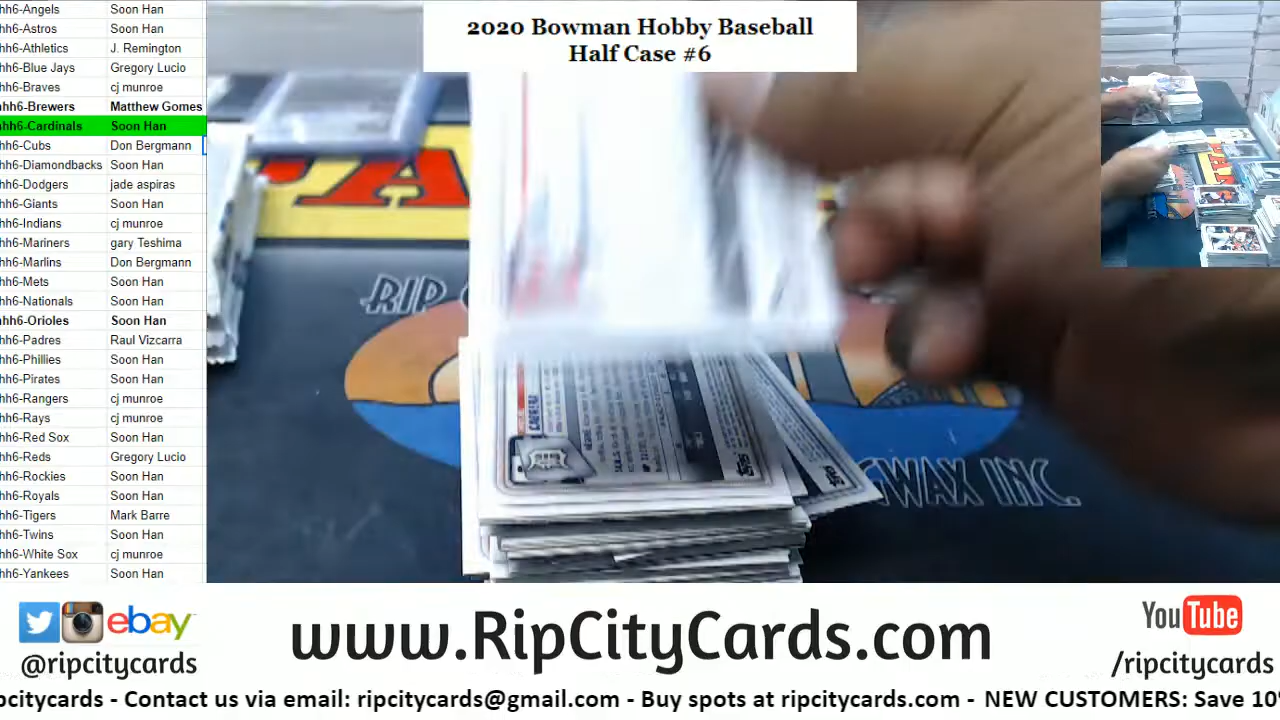 2020 Bowman Hobby Baseball
Half Case #6
hh6-Angels Soon Han
hh6-Astros Soon Han
hh6-Athletics J. Remington
hh6-Blue Jays Gregory Lucio
hh6-Braves cj munroe
hh6-Brewers Matthew Gomes
hh6-Cardinals Soon Han
hh6-Cubs Don Bergmann
hh6-Diamondbacks Soon Han
hh6-Dodgers jade aspiras
hh6-Giants Soon Han
hh6-Indians cj munroe
hh6-Mariners gary Teshima
hh6-Marlins Don Bergmann
hh6-Mets Soon Han
hh6-Nationals Soon Han
hh6-Orioles Soon Han
hh6-Padres Raul Vizcarra
hh6-Phillies Soon Han
hh6-Pirates Soon Han
hh6-Rangers cj munroe
hh6-Rays cj munroe
hh6-Red Sox Soon Han
hh6-Reds Gregory Lucio
hh6-Rockies Soon Han
hh6-Royals Soon Han
hh6-Tigers Mark Barre
hh6-Twins Soon Han
hh6-White Sox cj munroe
hh6-Yankees Soon Han
RIP
GWAX INC.
CABRERA
Topps
ebay
@ripcitycards
www.RipCityCards.com
YouTube
/ripcitycards
pcitycards - Contact us via email: ripcitycards@gmail.com - Buy spots at ripcitycards.com - NEW CUSTOMERS: Save 10%